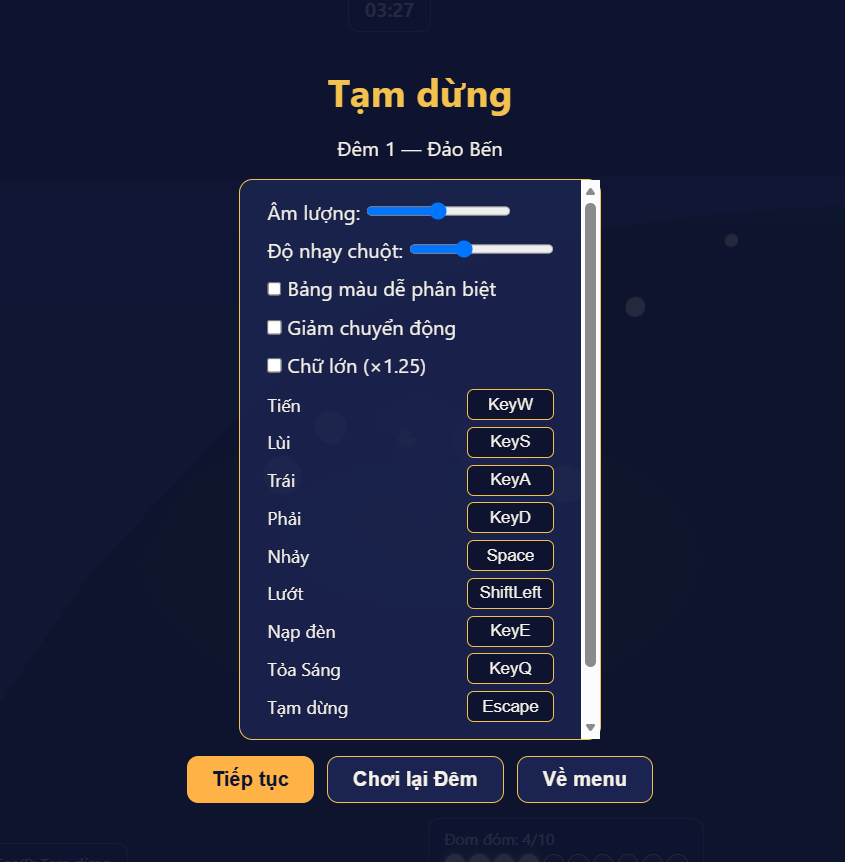 03:27
Tạm dừng
Đêm 1 — Đảo Bến
Âm lượng:
Độ nhạy chuột:
Bảng màu dễ phân biệt
Giảm chuyển động
Chữ lớn (×1.25)
Tiến KeyW
Lùi KeyS
Trái KeyA
Phải KeyD
Nhảy Space
Lướt ShiftLeft
Nạp đèn KeyE
Tỏa Sáng KeyQ
Tạm dừng Escape
Tiếp tục Chơi lại Đêm Về menu
Đom đóm: 4/10
Tạm dừng